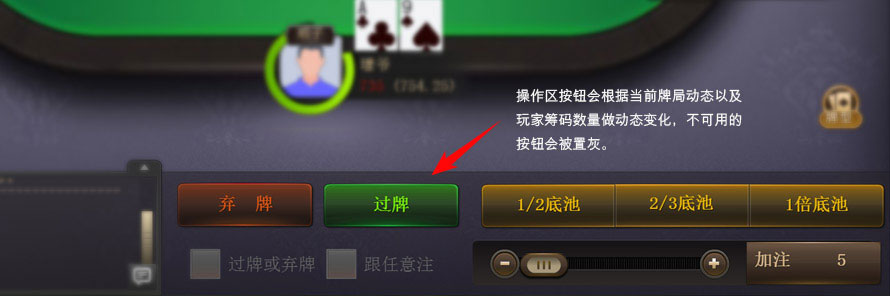 A 9
(754.25)
操作区按钮会根据当前牌局动态以及
玩家筹码数量做动态变化，不可用的
按钮会被置灰。
弃 牌
过牌
1/2底池
2/3底池
1倍底池
过牌或弃牌
跟任意注
加注 5